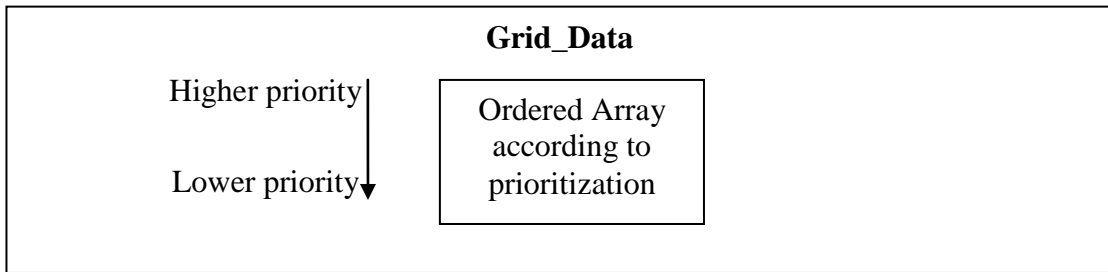 Grid_Data
Higher priority
Ordered Array
according to
prioritization
Lower priority